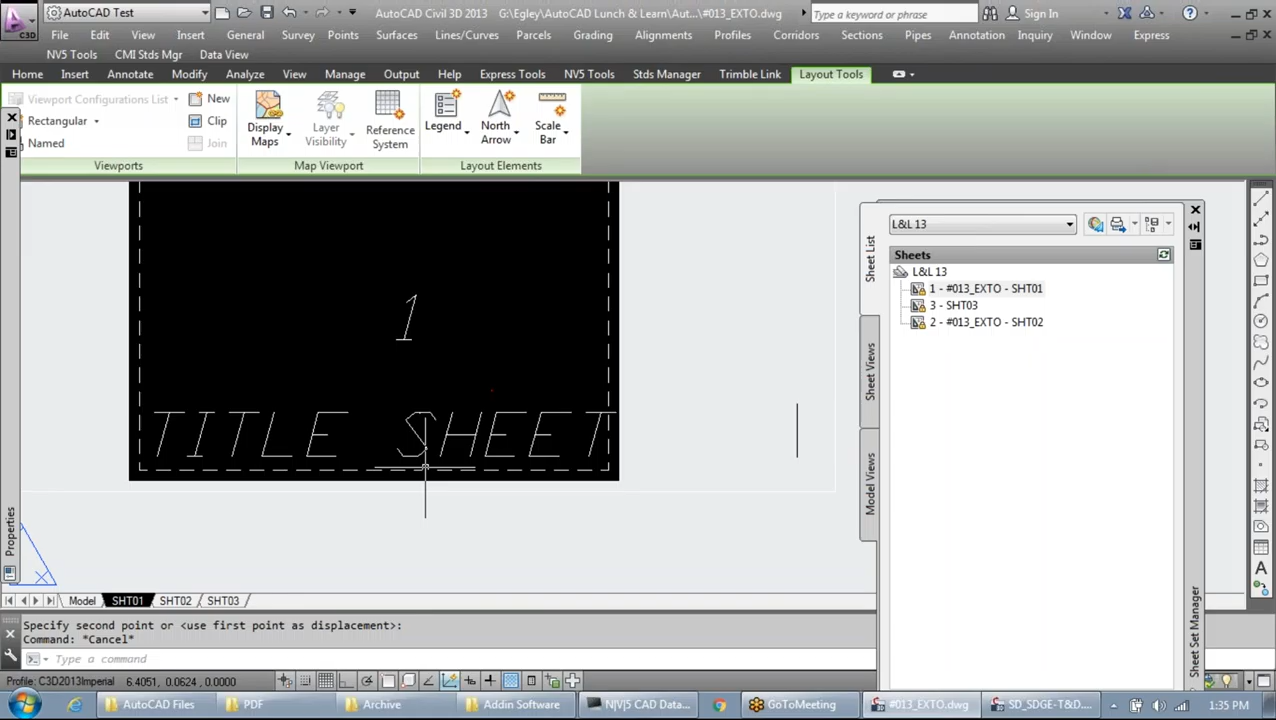 AutoCAD Test
AutoCAD Civil 3D 2013 G:\Egley\AutoCAD Lunch & Learn\Aut...\#013_EXTO.dwg
Type a keyword or phrase
Sign In
C3D
File Edit View Insert General Survey Points Surfaces Lines/Curves Parcels Grading Alignments Profiles Corridors Sections Pipes Annotation Inquiry Window Express
NV5 Tools CMI Stds Mgr Data View
Home Insert Annotate Modify Analyze View Manage Output Help Express Tools NV5 Tools Stds Manager Trimble Link Layout Tools
Viewport Configurations List
Rectangular
Named
New
Clip
Join
Viewports
Display Maps
Layer Visibility
Reference System
Map Viewport
Legend
North Arrow
Scale Bar
Layout Elements
1
TITLE SHEET
Properties
Sheet List
Sheet Views
Model Views
Sheet Set Manager
L&L 13
Sheets
L&L 13
1 - #013_EXTO - SHT01
3 - SHT03
2 - #013_EXTO - SHT02
Model SHT01 SHT02 SHT03
Specify second point or <use first point as displacement>:
Command: *Cancel*
Type a command
Profile: C3D2013Imperial 6.4051, 0.0624, 0.0000
AutoCAD Files PDF Archive Addin Software N|V|5 CAD Data... GoToMeeting #013_EXTO.dwg SD_SDGE-T&D.... 1:35 PM